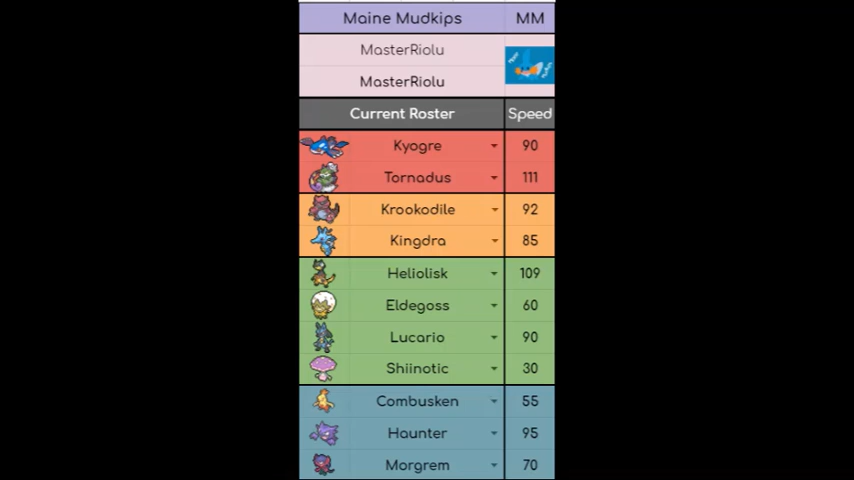 Maine Mudkips MM
MasterRiolu
MasterRiolu
Current Roster Speed
Kyogre 90
Tornadus 111
Krookodile 92
Kingdra 85
Heliolisk 109
Eldegoss 60
Lucario 90
Shiinotic 30
Combusken 55
Haunter 95
Morgrem 70